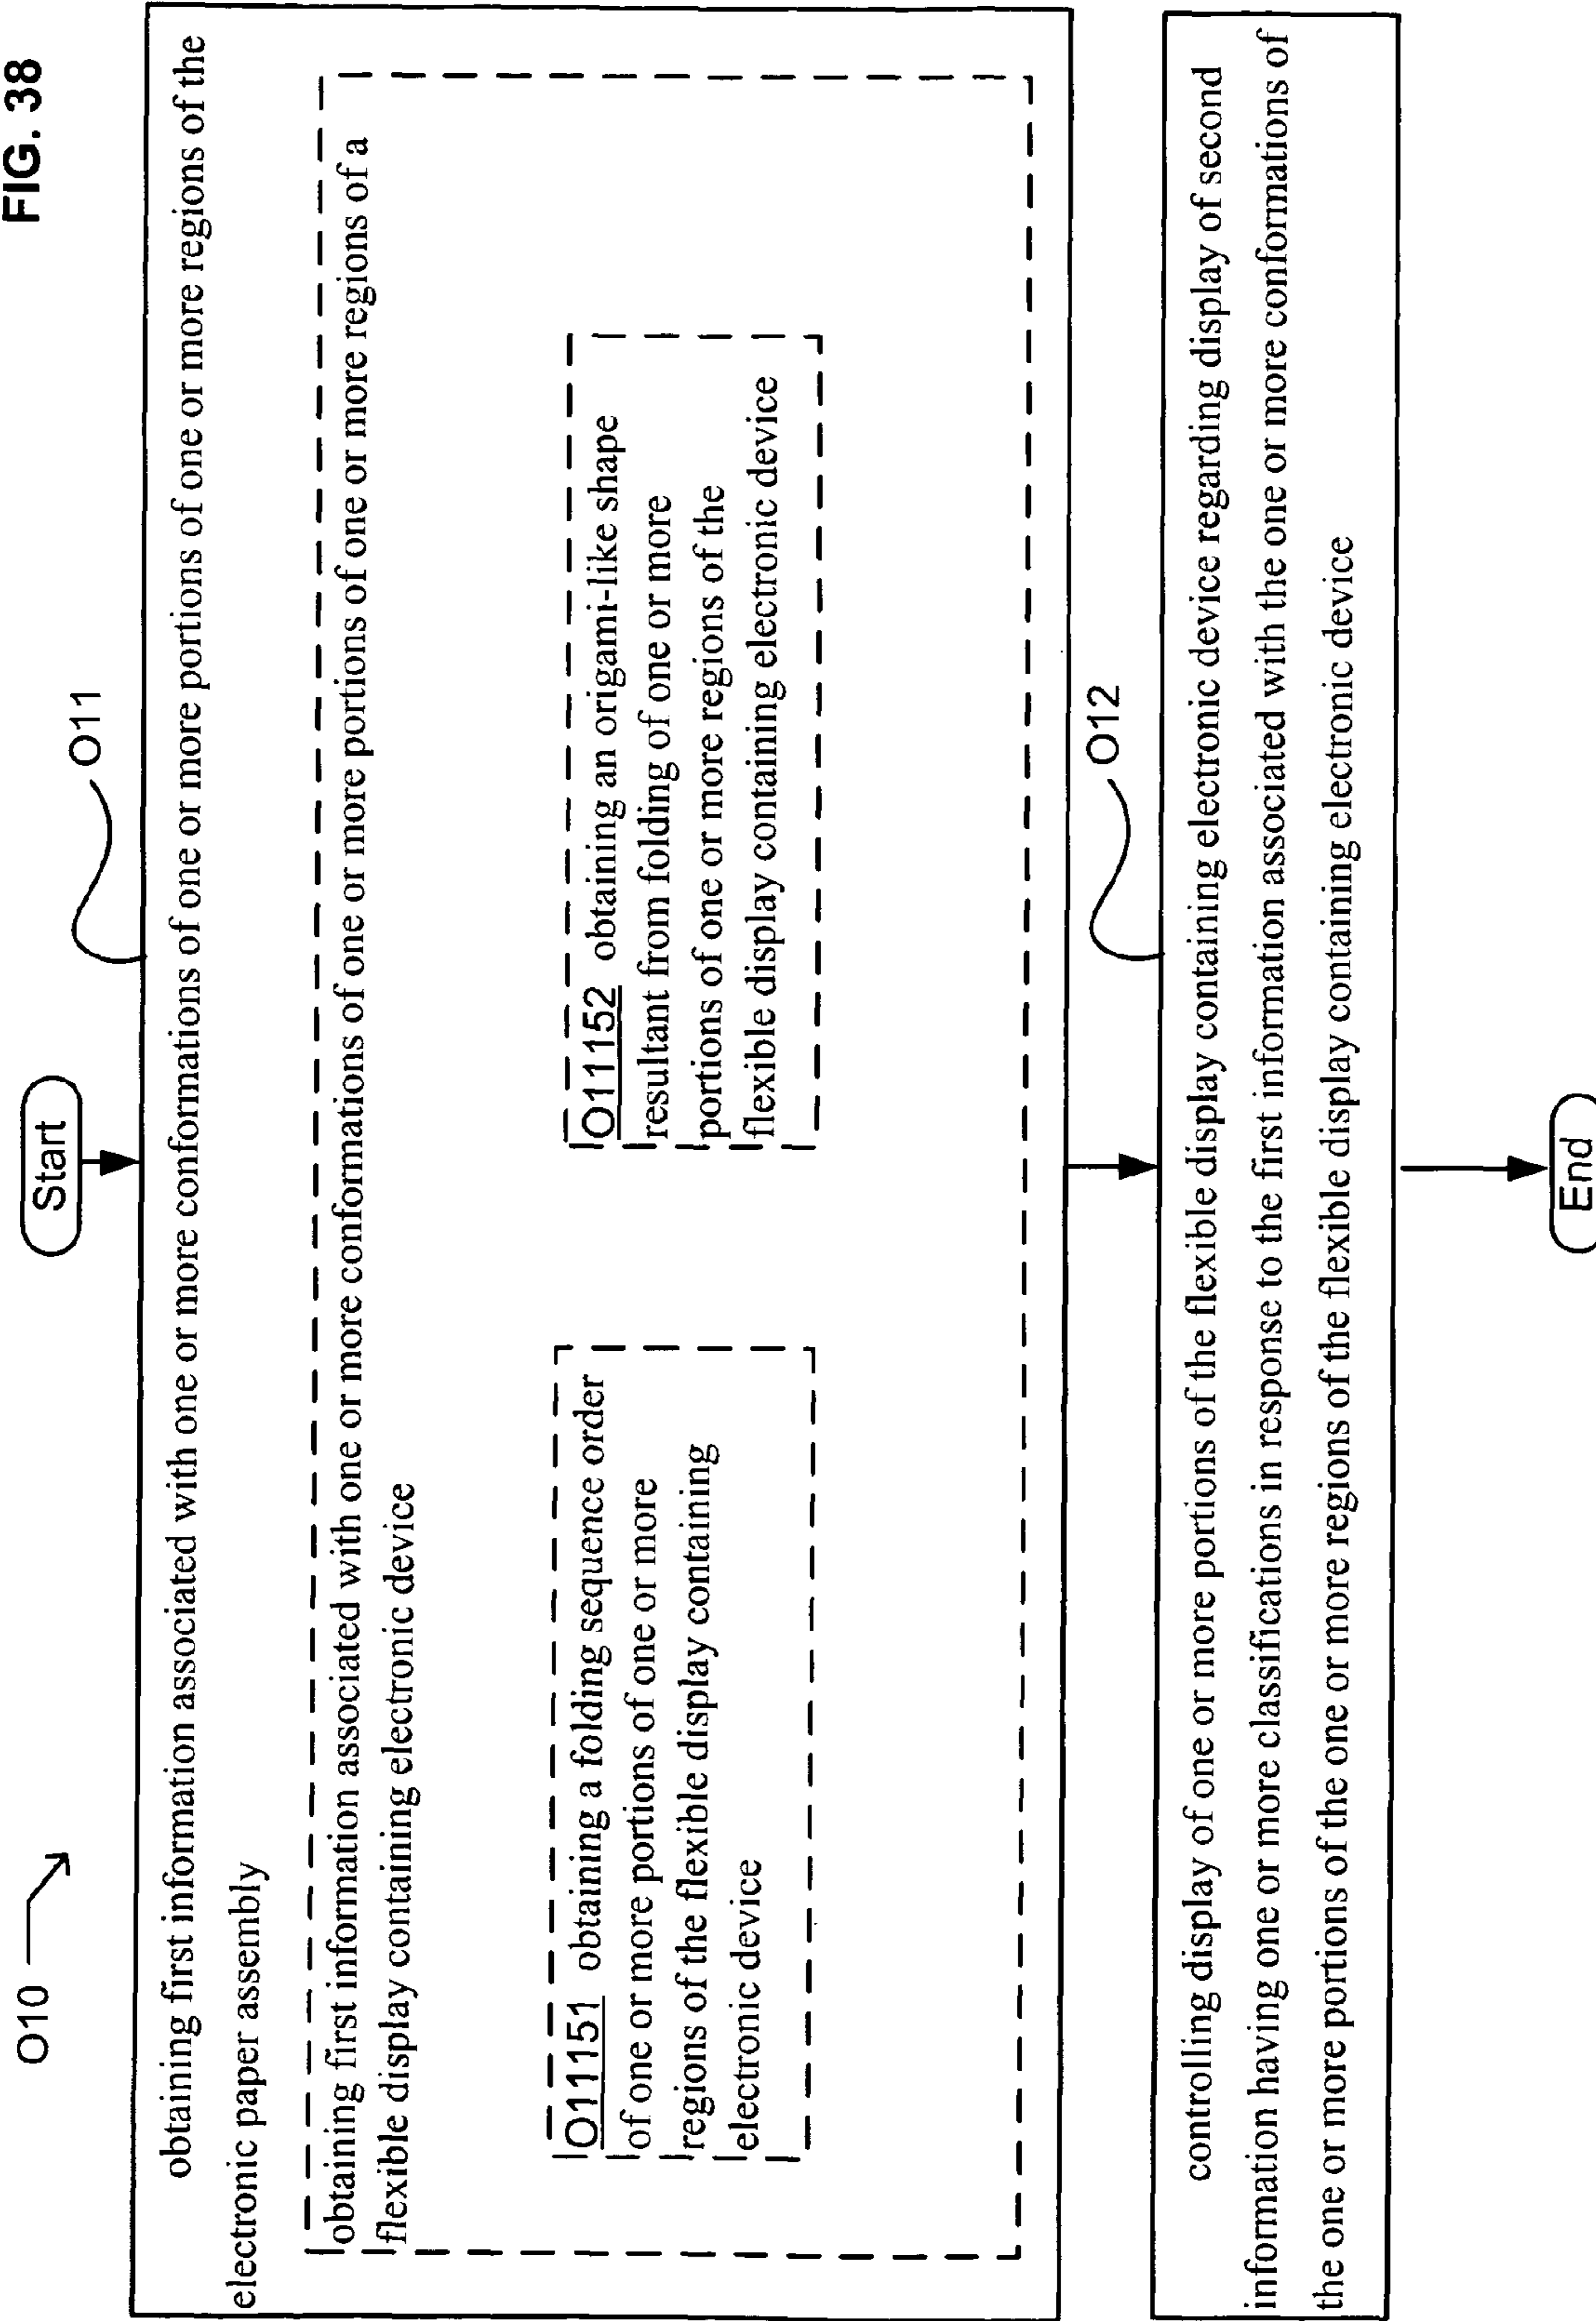 FIG. 38
O10
Start
O11
obtaining first information associated with one or more conformations of one or more portions of one or more regions of the
electronic paper assembly
obtaining first information associated with one or more conformations of one or more portions of one or more regions of a
flexible display containing electronic device
O11151 obtaining a folding sequence order
of one or more portions of one or more
regions of the flexible display containing
electronic device
O11152 obtaining an origami-like shape
resultant from folding of one or more
portions of one or more regions of the
flexible display containing electronic device
O12
controlling display of one or more portions of the flexible display containing electronic device regarding display of second
information having one or more classifications in response to the first information associated with the one or more conformations of
the one or more portions of the one or more regions of the flexible display containing electronic device
End